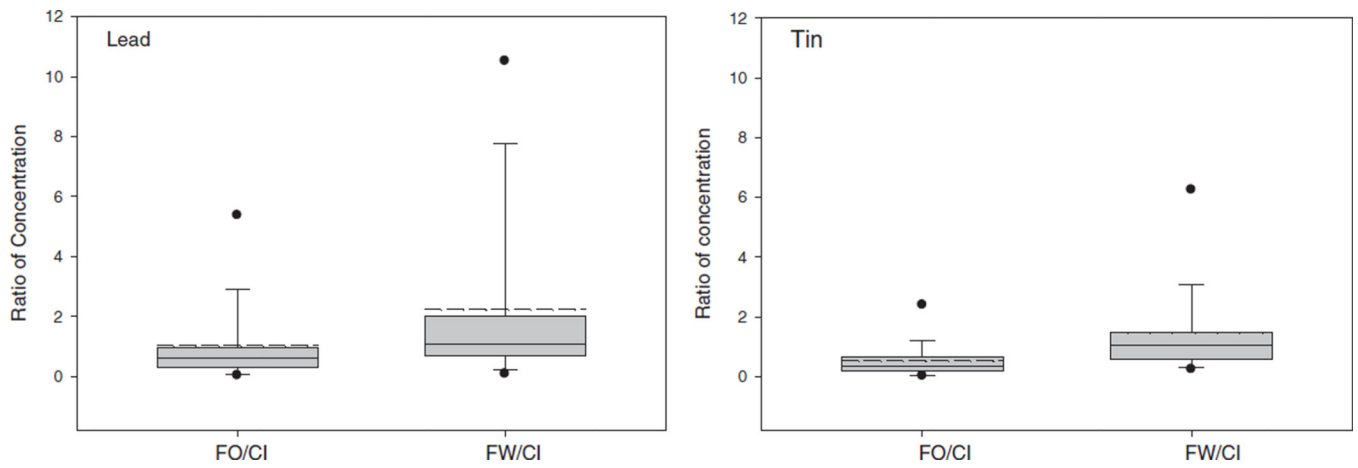 Lead
Ratio of Concentration
12
10
8
6
4
2
0
FO/CI
FW/CI
Tin
Ratio of concentration
12
10
8
6
4
2
0
FO/CI
FW/CI